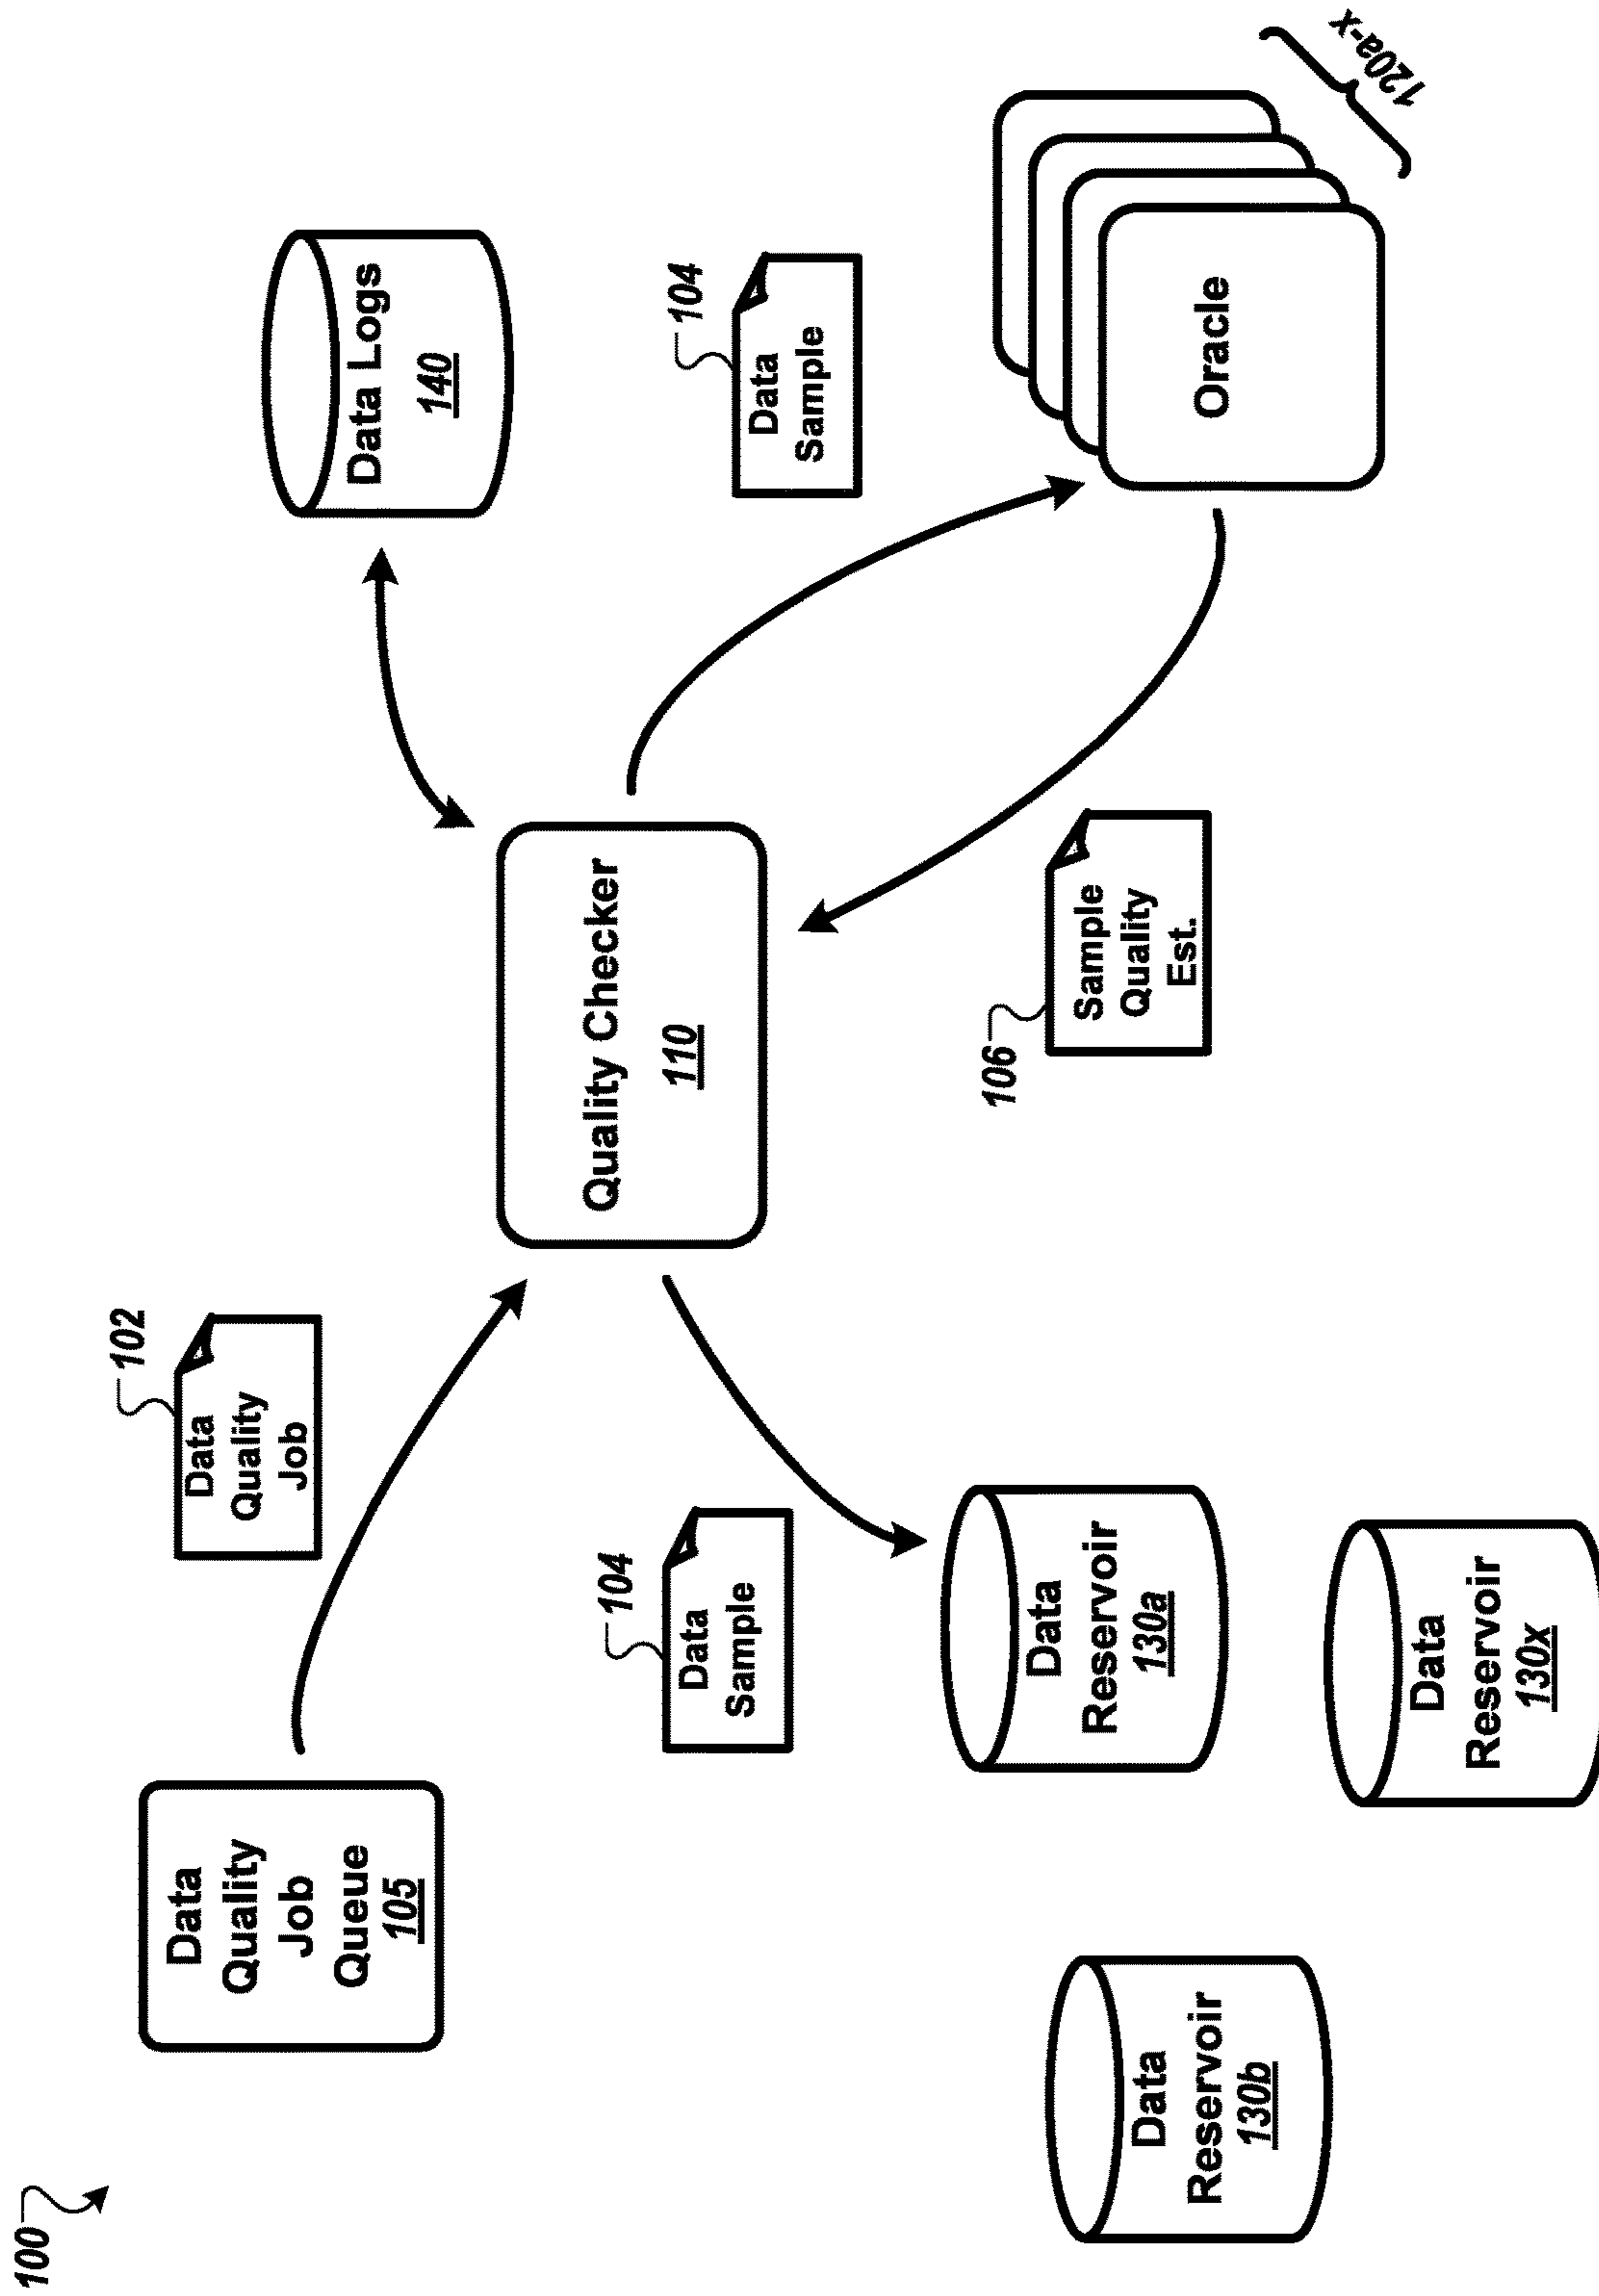 100
Data
Quality
Job
Queue
105
102
Data
Quality
Job
Data Logs
140
Quality Checker
110
104
Data
Sample
104
Data
Sample
Oracle
120a-x
106
Sample
Quality
Est.
Data
Reservoir
130a
Data
Reservoir
130b
Data
Reservoir
130x